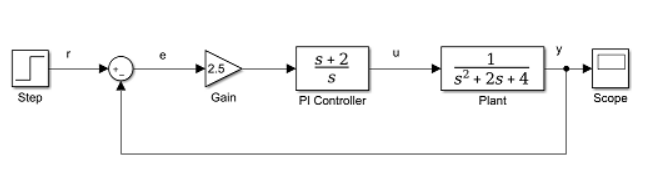 r
e
u
y
+
−
2.5
s + 2
s
1
s² + 2s + 4
Step
Gain
PI Controller
Plant
Scope